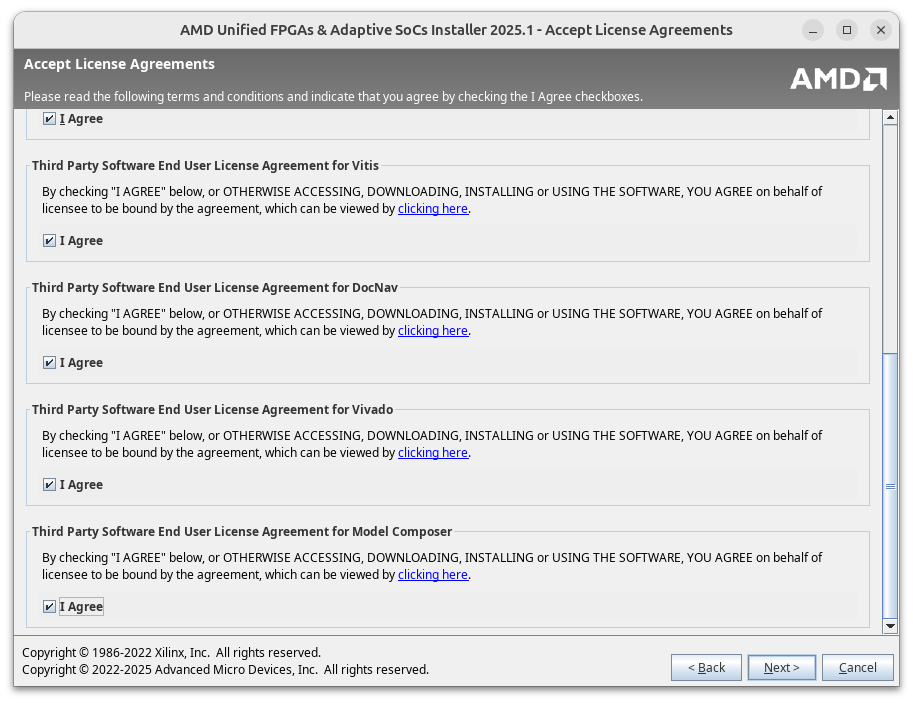 AMD Unified FPGAs & Adaptive SoCs Installer 2025.1 - Accept License Agreements
Accept License Agreements
AMD
Please read the following terms and conditions and indicate that you agree by checking the I Agree checkboxes.
I Agree
Third Party Software End User License Agreement for Vitis
By checking "I AGREE" below, or OTHERWISE ACCESSING, DOWNLOADING, INSTALLING or USING THE SOFTWARE, YOU AGREE on behalf of
licensee to be bound by the agreement, which can be viewed by clicking here.
I Agree
Third Party Software End User License Agreement for DocNav
By checking "I AGREE" below, or OTHERWISE ACCESSING, DOWNLOADING, INSTALLING or USING THE SOFTWARE, YOU AGREE on behalf of
licensee to be bound by the agreement, which can be viewed by clicking here.
I Agree
Third Party Software End User License Agreement for Vivado
By checking "I AGREE" below, or OTHERWISE ACCESSING, DOWNLOADING, INSTALLING or USING THE SOFTWARE, YOU AGREE on behalf of
licensee to be bound by the agreement, which can be viewed by clicking here.
I Agree
Third Party Software End User License Agreement for Model Composer
By checking "I AGREE" below, or OTHERWISE ACCESSING, DOWNLOADING, INSTALLING or USING THE SOFTWARE, YOU AGREE on behalf of
licensee to be bound by the agreement, which can be viewed by clicking here.
I Agree
Copyright © 1986-2022 Xilinx, Inc.  All rights reserved.
Copyright © 2022-2025 Advanced Micro Devices, Inc.  All rights reserved.
< Back
Next >
Cancel